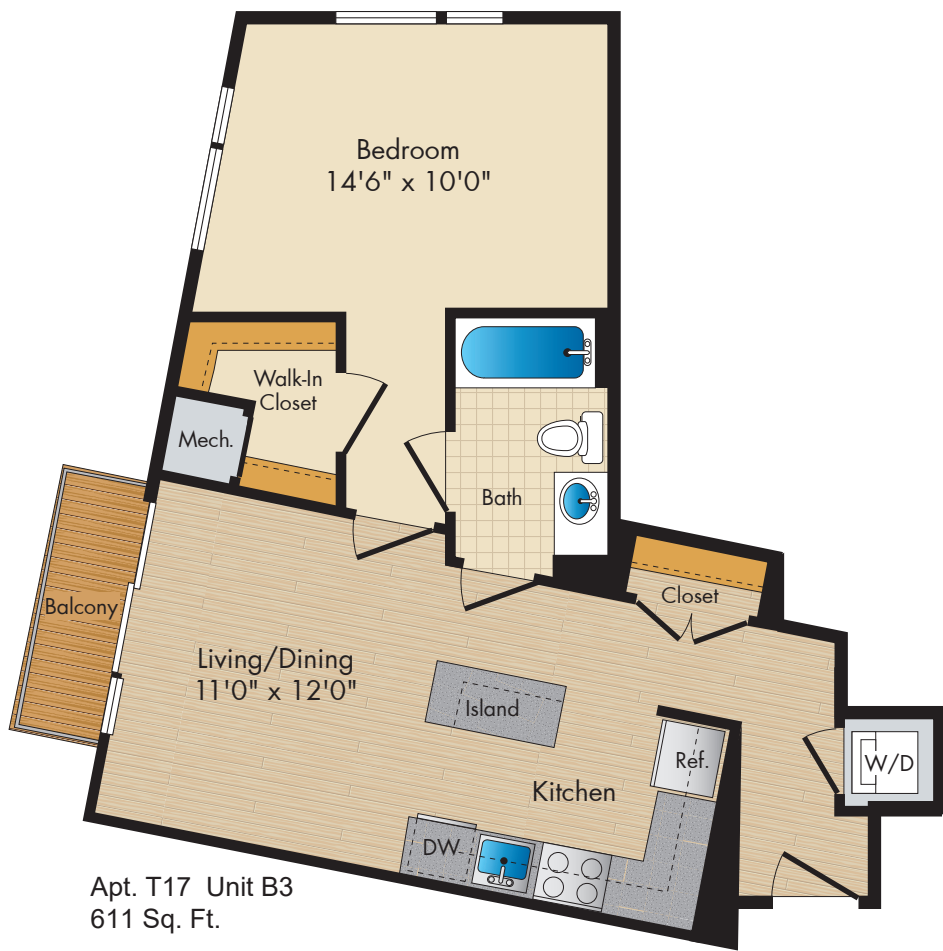 Bedroom
14'6" x 10'0"
Walk-In
Closet
Mech.
Bath
Balcony
Closet
Living/Dining
11'0" x 12'0"
Island
Ref.
W/D
Kitchen
DW
Apt. T17 Unit B3
611 Sq. Ft.